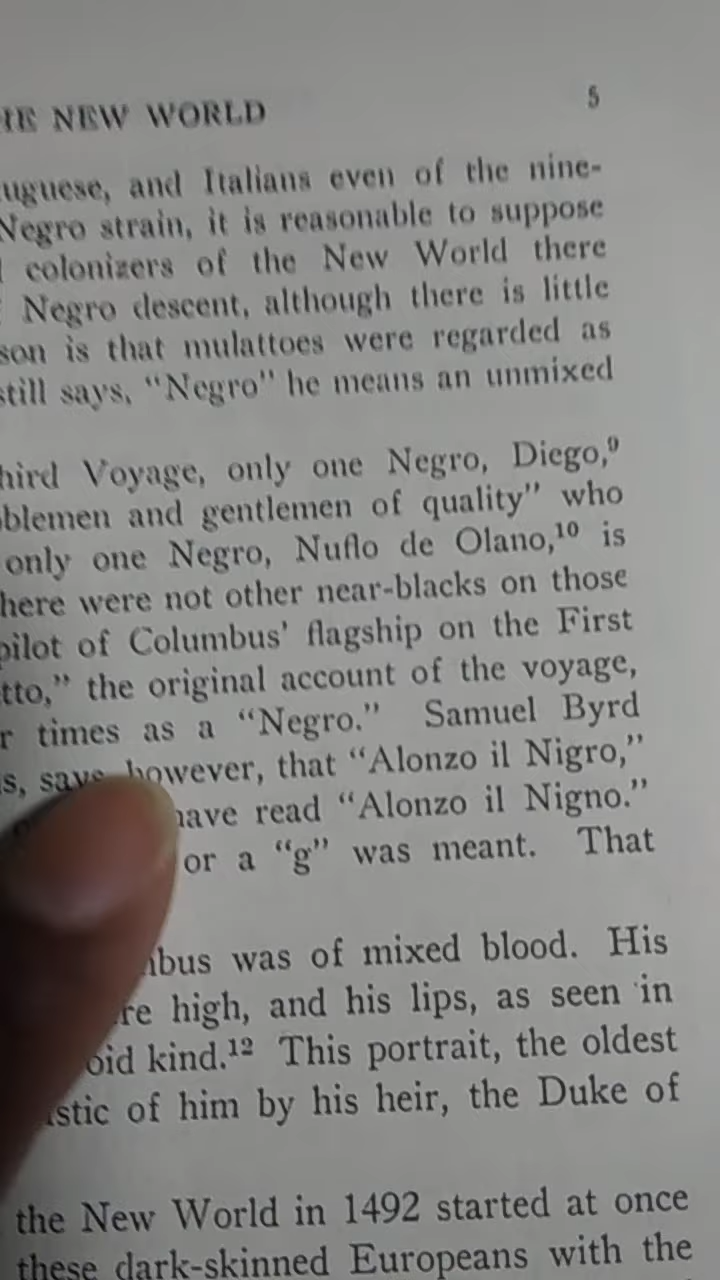 HE NEW WORLD 5
uguese, and Italians even of the nine-
Negro strain, it is reasonable to suppose
colonizers of the New World there
Negro descent, although there is little
son is that mulattoes were regarded as
still says, “Negro” he means an unmixed
hird Voyage, only one Negro, Diego,⁹
blemen and gentlemen of quality” who
only one Negro, Nuflo de Olano,¹⁰ is
here were not other near-blacks on those
pilot of Columbus’ flagship on the First
tto,” the original account of the voyage,
r times as a “Negro.” Samuel Byrd
s, says however, that “Alonzo il Nigro,”
have read “Alonzo il Nigno.”
or a “g” was meant. That
bus was of mixed blood. His
re high, and his lips, as seen in
oid kind.¹² This portrait, the oldest
stic of him by his heir, the Duke of
the New World in 1492 started at once
these dark-skinned Europeans with the